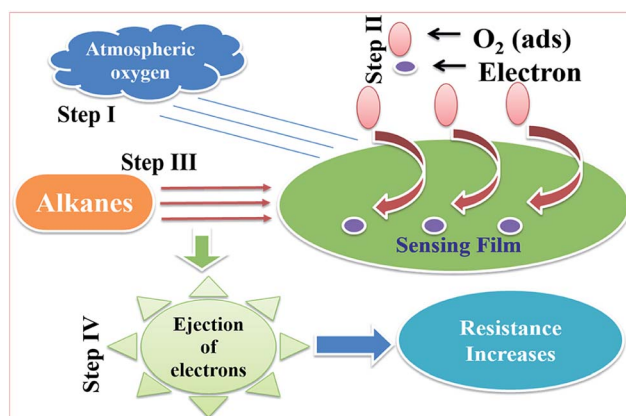 Atmospheric
oxygen
Step I
Step II
O2 (ads)
Electron
Step III
Alkanes
Sensing Film
Step IV
Ejection
of
electrons
Resistance
Increases